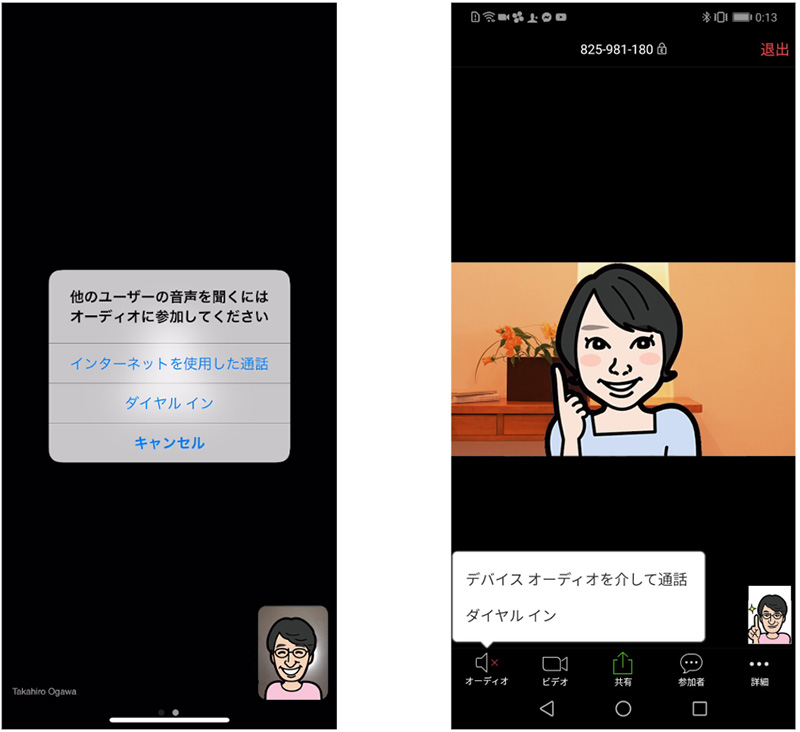 他のユーザーの音声を聞くには
オーディオに参加してください
インターネットを使用した通話
ダイヤル イン
キャンセル
Takahiro Ogawa
0:13
825-981-180
退出
デバイス オーディオを介して通話
ダイヤル イン
オーディオ
ビデオ
共有
参加者
詳細